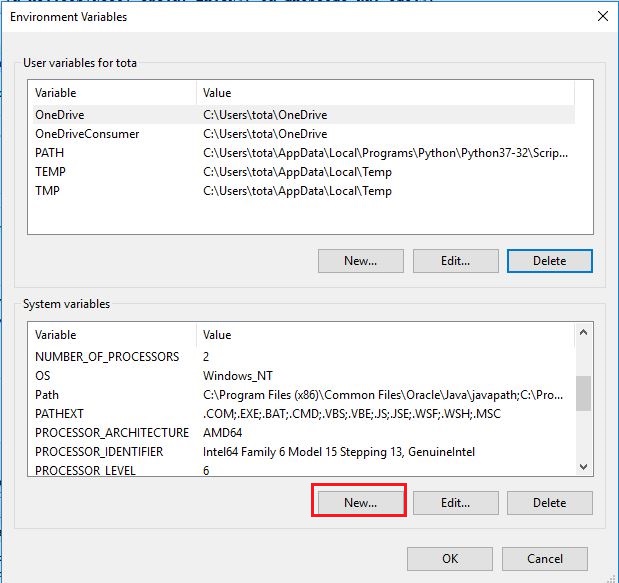 Environment Variables
User variables for tota
Variable Value
OneDrive C:\Users\tota\OneDrive
OneDriveConsumer C:\Users\tota\OneDrive
PATH C:\Users\tota\AppData\Local\Programs\Python\Python37-32\Scrip...
TEMP C:\Users\tota\AppData\Local\Temp
TMP C:\Users\tota\AppData\Local\Temp
New... Edit... Delete
System variables
Variable Value
NUMBER_OF_PROCESSORS 2
OS Windows_NT
Path C:\Program Files (x86)\Common Files\Oracle\Java\javapath;C:\Pro...
PATHEXT .COM;.EXE;.BAT;.CMD;.VBS;.VBE;.JS;.JSE;.WSF;.WSH;.MSC
PROCESSOR_ARCHITECTURE AMD64
PROCESSOR_IDENTIFIER Intel64 Family 6 Model 15 Stepping 13, GenuineIntel
PROCESSOR_LEVEL 6
New... Edit... Delete
OK Cancel